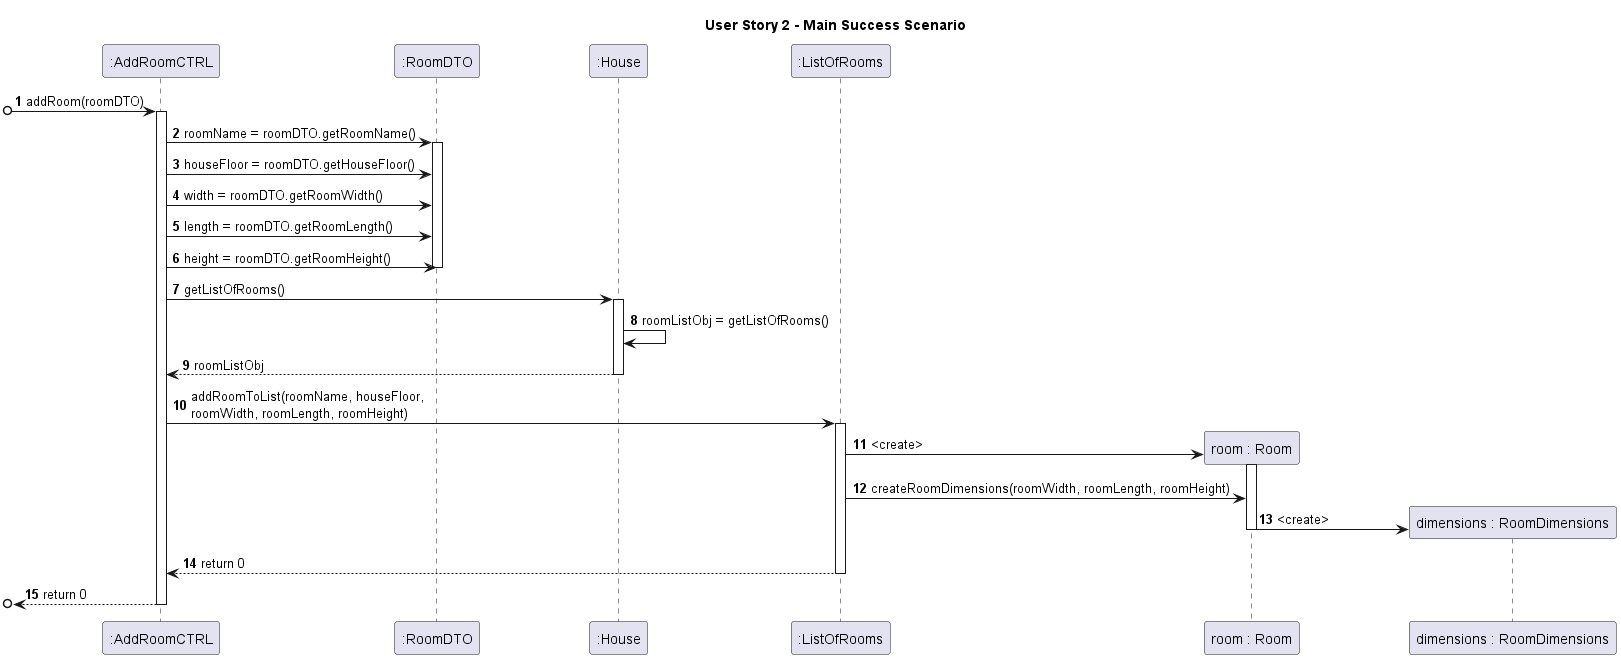 User Story 2 - Main Success Scenario
:AddRoomCTRL
:RoomDTO
:House
:ListOfRooms
1 addRoom(roomDTO)
2 roomName = roomDTO.getRoomName()
3 houseFloor = roomDTO.getHouseFloor()
4 width = roomDTO.getRoomWidth()
5 length = roomDTO.getRoomLength()
6 height = roomDTO.getRoomHeight()
7 getListOfRooms()
8 roomListObj = getListOfRooms()
9 roomListObj
10 addRoomToList(roomName, houseFloor,
roomWidth, roomLength, roomHeight)
11 <create>
room : Room
12 createRoomDimensions(roomWidth, roomLength, roomHeight)
13 <create>
dimensions : RoomDimensions
14 return 0
15 return 0
:AddRoomCTRL
:RoomDTO
:House
:ListOfRooms
room : Room
dimensions : RoomDimensions